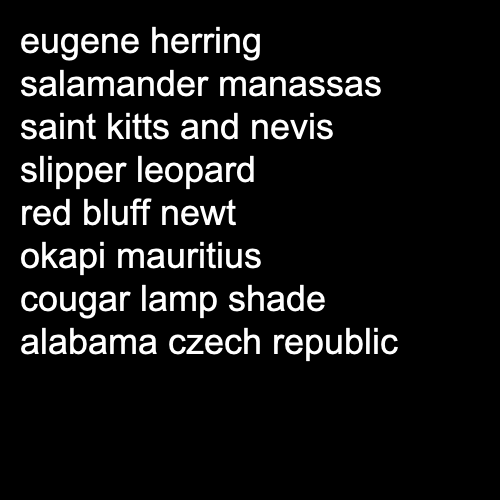 eugene herring
salamander manassas
saint kitts and nevis
slipper leopard
red bluff newt
okapi mauritius
cougar lamp shade
alabama czech republic